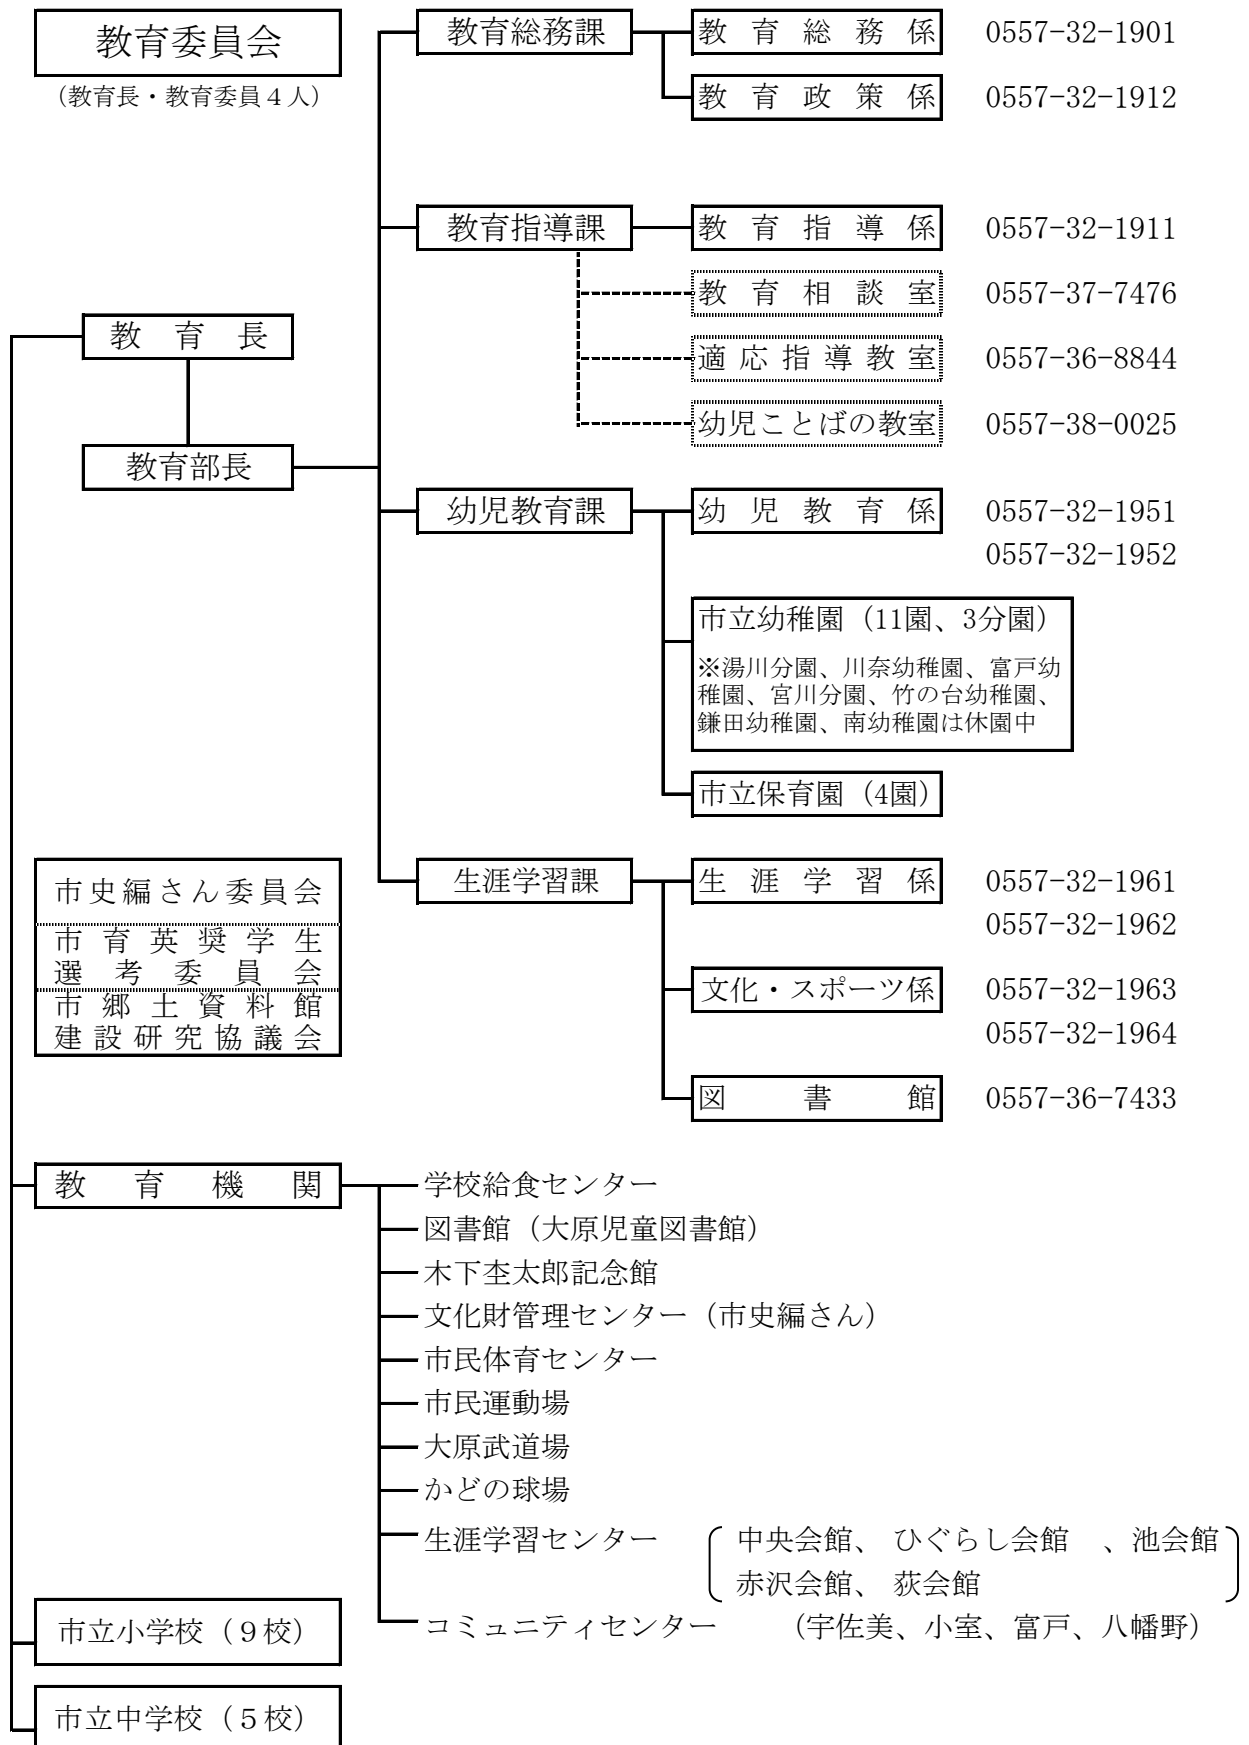 教育委員会
(教育長・教育委員４人)
教育総務課
教育総務係 0557-32-1901
教育政策係 0557-32-1912
教育指導課
教育指導係 0557-32-1911
教育相談室 0557-37-7476
適応指導教室 0557-36-8844
幼児ことばの教室 0557-38-0025
教育長
教育部長
幼児教育課
幼児教育係 0557-32-1951
0557-32-1952
市立幼稚園 (11園、3分園)
※湯川分園、川奈幼稚園、富戸幼
稚園、宮川分園、竹の台幼稚園、
鎌田幼稚園、南幼稚園は休園中
市立保育園 (4園)
生涯学習課
生涯学習係 0557-32-1961
0557-32-1962
文化・スポーツ係 0557-32-1963
0557-32-1964
図書館 0557-36-7433
市史編さん委員会
市育英奨学生
選考委員会
市郷土資料館
建設研究協議会
教育機関
学校給食センター
図書館 (大原児童図書館)
木下杢太郎記念館
文化財管理センター (市史編さん)
市民体育センター
市民運動場
大原武道場
かどの球場
生涯学習センター 中央会館、 ひぐらし会館 、池会館
赤沢会館、 荻会館
コミュニティセンター (宇佐美、小室、富戸、八幡野)
市立小学校 (９校)
市立中学校 (５校)